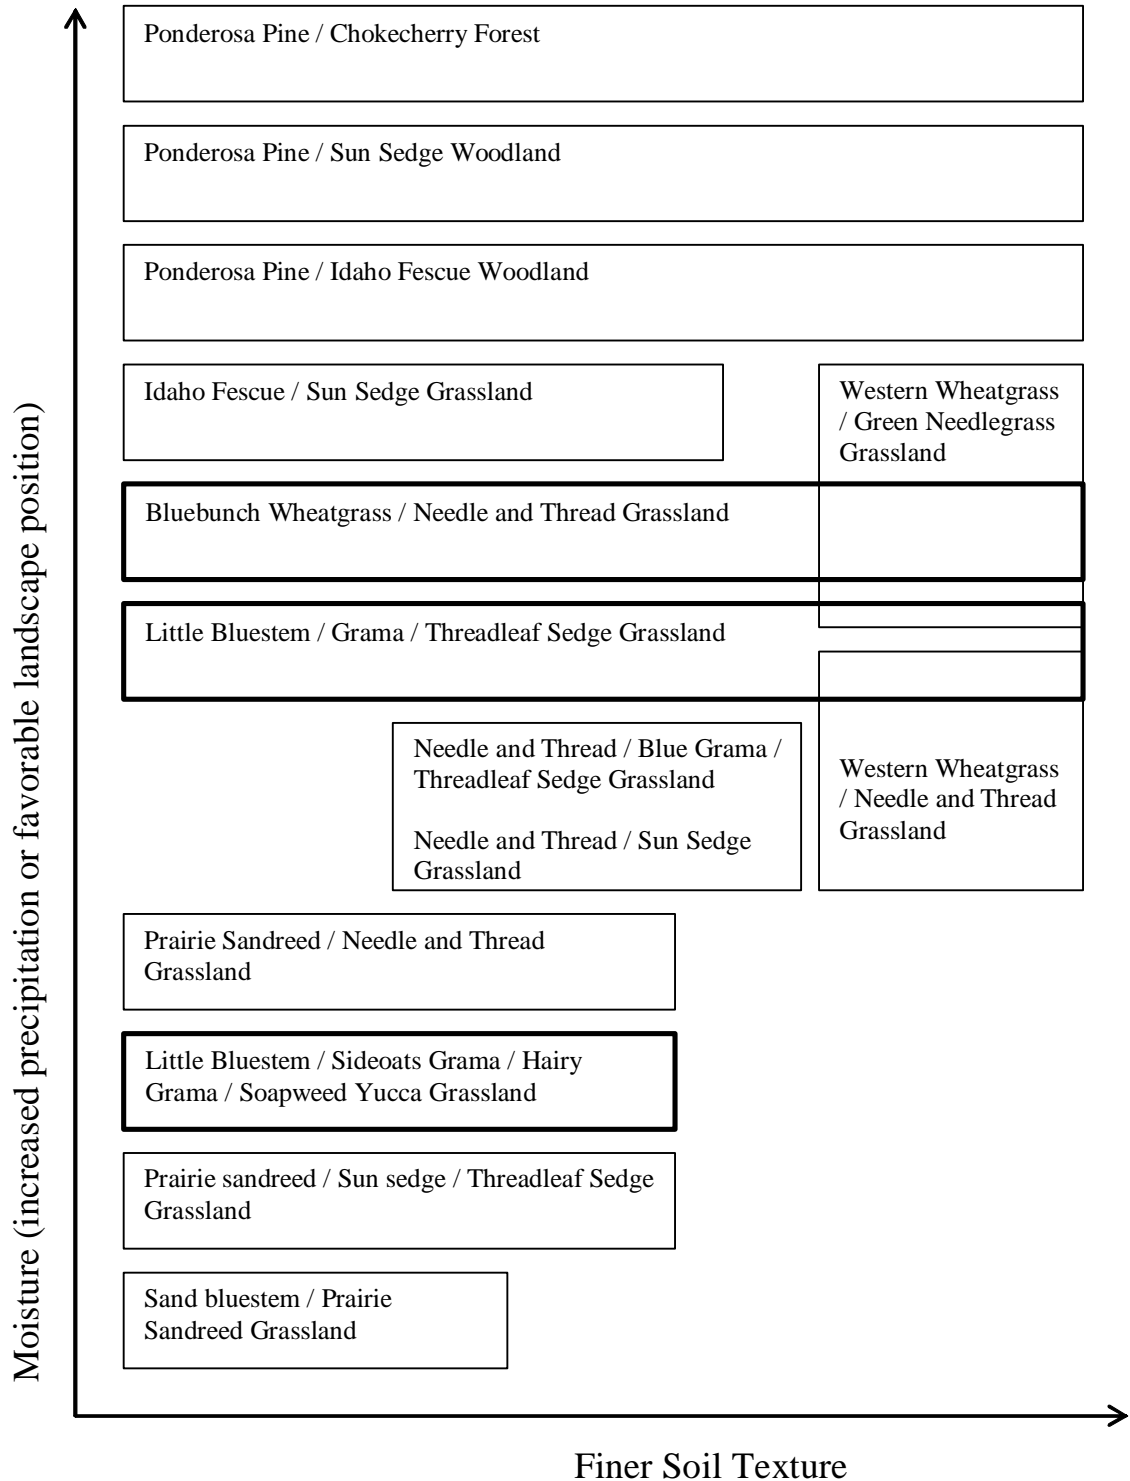 Ponderosa Pine / Chokecherry Forest
Ponderosa Pine / Sun Sedge Woodland
Ponderosa Pine / Idaho Fescue Woodland
Idaho Fescue / Sun Sedge Grassland
Western Wheatgrass
/ Green Needlegrass
Grassland
Bluebunch Wheatgrass / Needle and Thread Grassland
Little Bluestem / Grama / Threadleaf Sedge Grassland
Needle and Thread / Blue Grama /
Threadleaf Sedge Grassland
Needle and Thread / Sun Sedge
Grassland
Western Wheatgrass
/ Needle and Thread
Grassland
Prairie Sandreed / Needle and Thread
Grassland
Little Bluestem / Sideoats Grama / Hairy
Grama / Soapweed Yucca Grassland
Prairie sandreed / Sun sedge / Threadleaf Sedge
Grassland
Sand bluestem / Prairie
Sandreed Grassland
Moisture (increased precipitation or favorable landscape position)
Finer Soil Texture